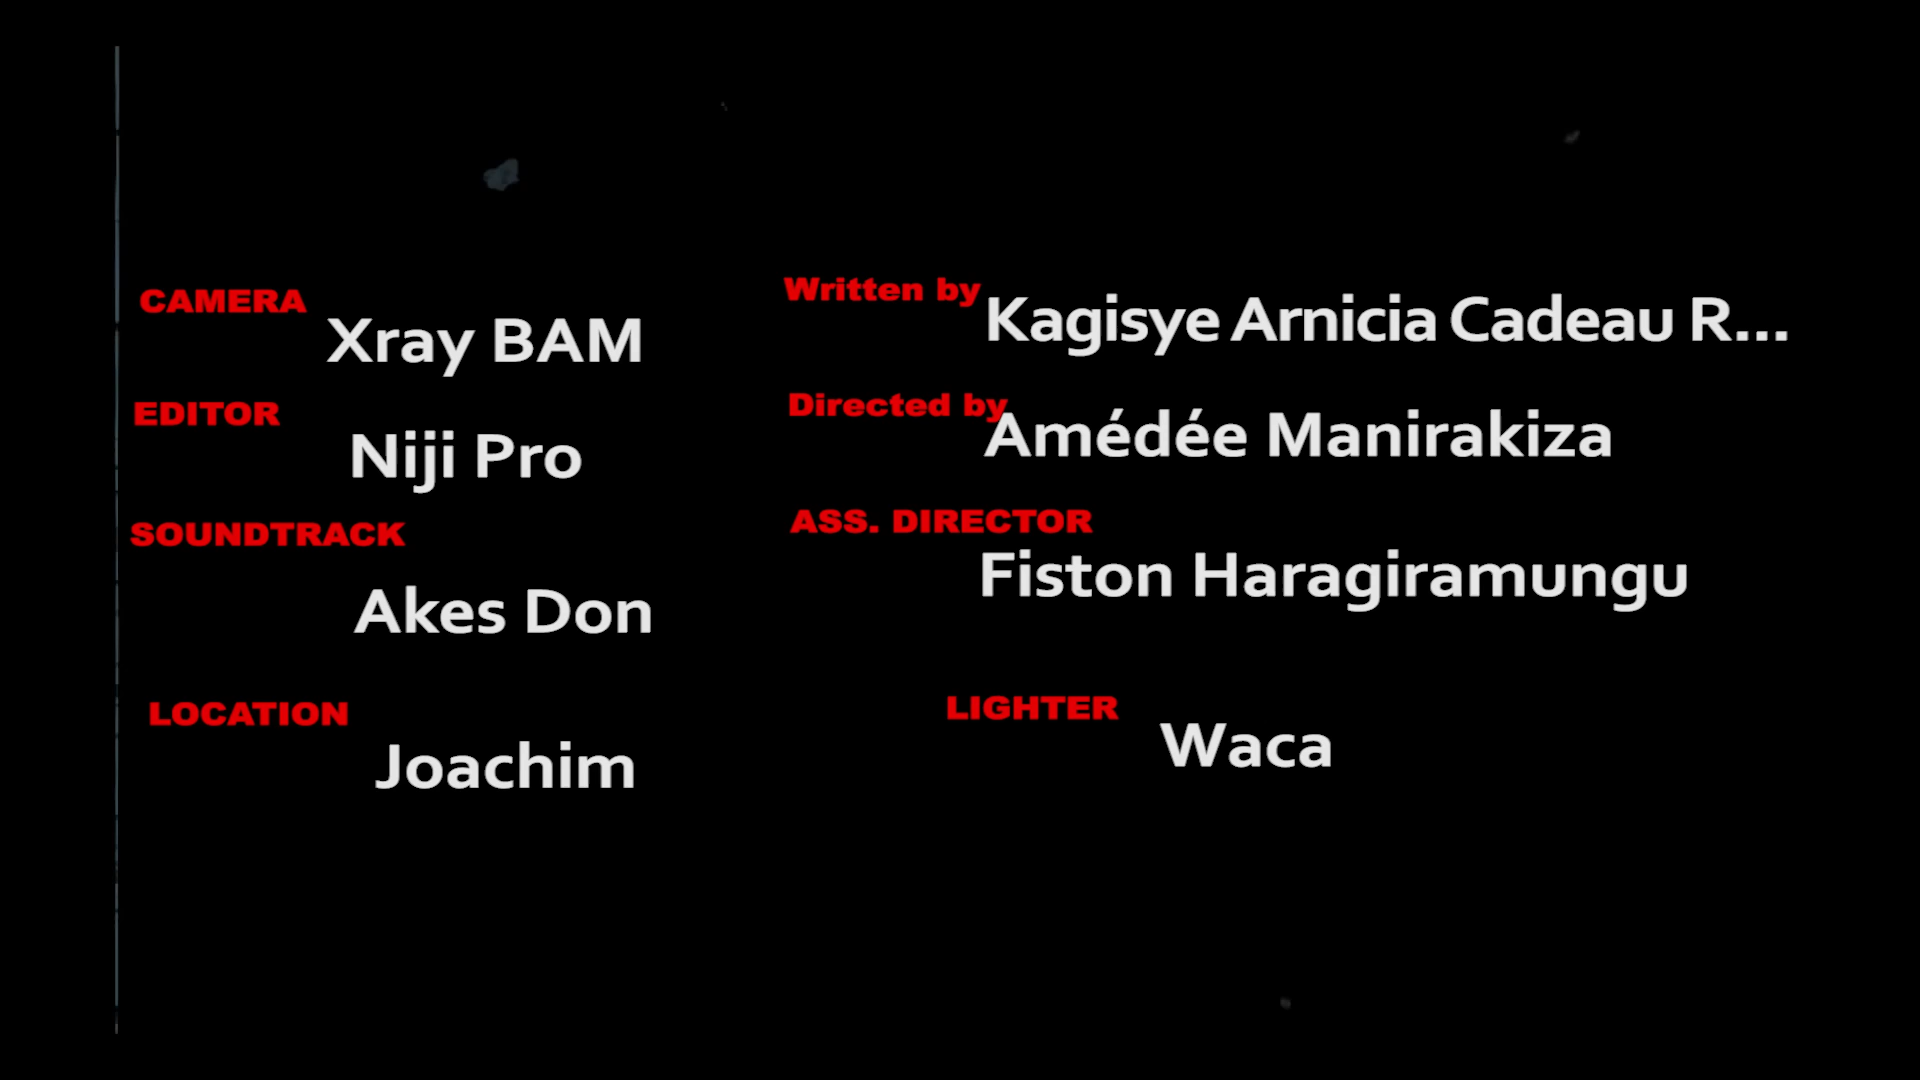 CAMERA
Xray BAM
EDITOR
Niji Pro
SOUNDTRACK
Akes Don
LOCATION
Joachim
Written by
Kagisye Arnicia Cadeau R...
Directed by
Amédée Manirakiza
ASS. DIRECTOR
Fiston Haragiramungu
LIGHTER
Waca